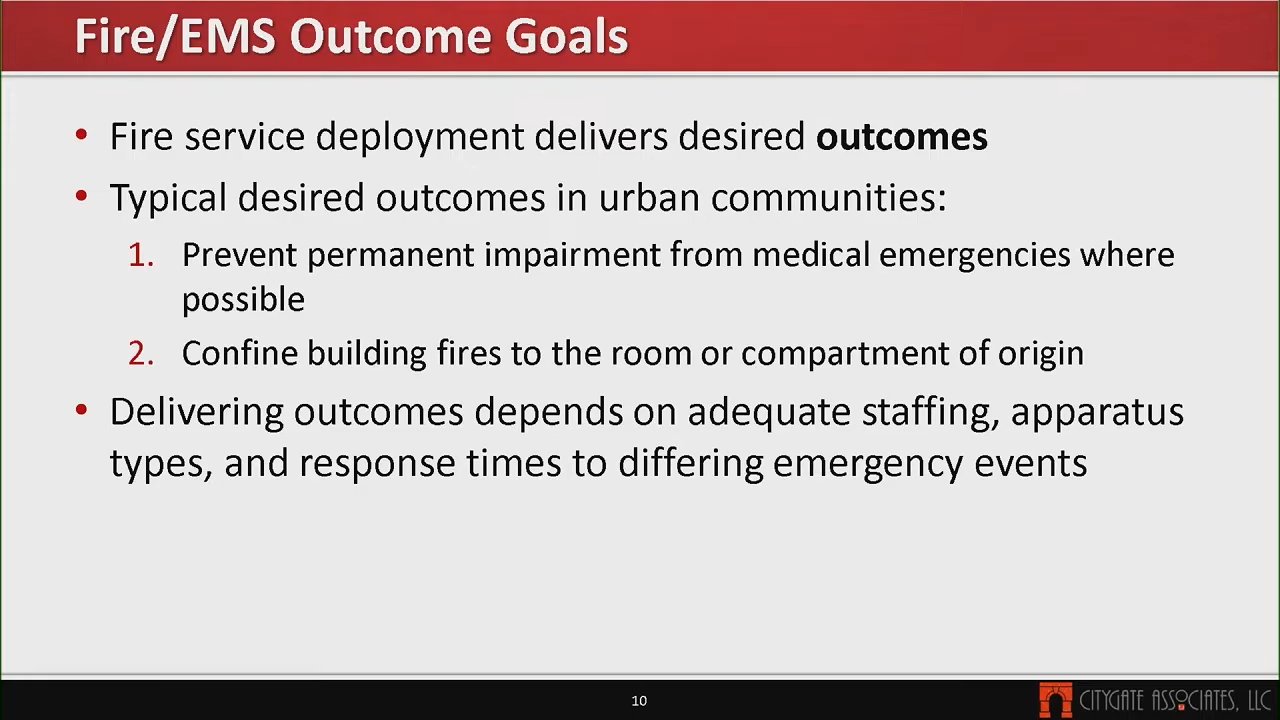 Fire/EMS Outcome Goals
• Fire service deployment delivers desired outcomes
• Typical desired outcomes in urban communities:
1. Prevent permanent impairment from medical emergencies where
possible
2. Confine building fires to the room or compartment of origin
• Delivering outcomes depends on adequate staffing, apparatus
types, and response times to differing emergency events
10
CITYGATE ASSOCIATES, LLC